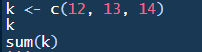 k <- c(12, 13, 14)
k
sum(k)